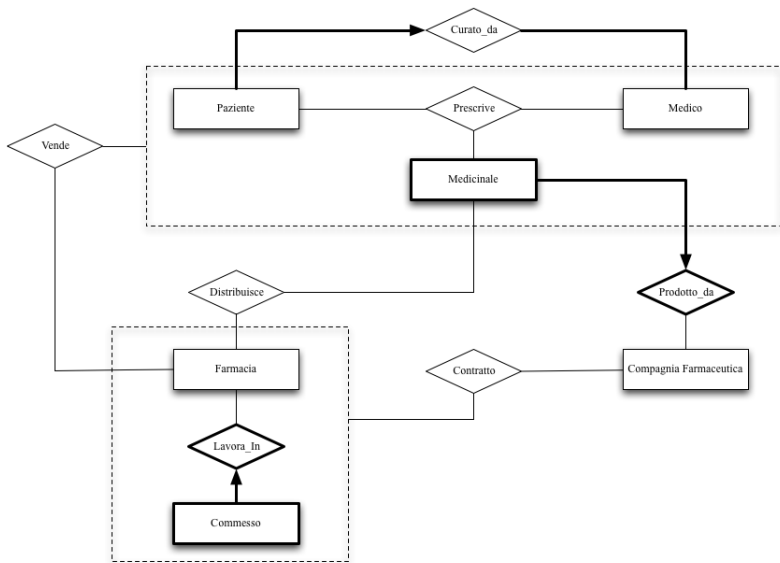 Curato_da
Paziente
Prescrive
Medico
Vende
Medicinale
Distribuisce
Prodotto_da
Farmacia
Contratto
Compagnia Farmaceutica
Lavora_In
Commesso